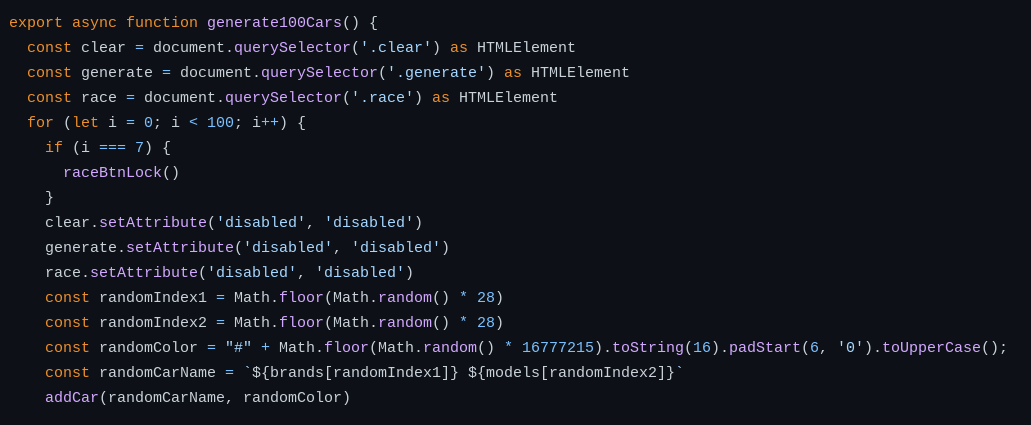 export async function generate100Cars() {
  const clear = document.querySelector('.clear') as HTMLElement
  const generate = document.querySelector('.generate') as HTMLElement
  const race = document.querySelector('.race') as HTMLElement
  for (let i = 0; i < 100; i++) {
    if (i === 7) {
      raceBtnLock()
    }
    clear.setAttribute('disabled', 'disabled')
    generate.setAttribute('disabled', 'disabled')
    race.setAttribute('disabled', 'disabled')
    const randomIndex1 = Math.floor(Math.random() * 28)
    const randomIndex2 = Math.floor(Math.random() * 28)
    const randomColor = "#" + Math.floor(Math.random() * 16777215).toString(16).padStart(6, '0').toUpperCase();
    const randomCarName = `${brands[randomIndex1]} ${models[randomIndex2]}`
    addCar(randomCarName, randomColor)